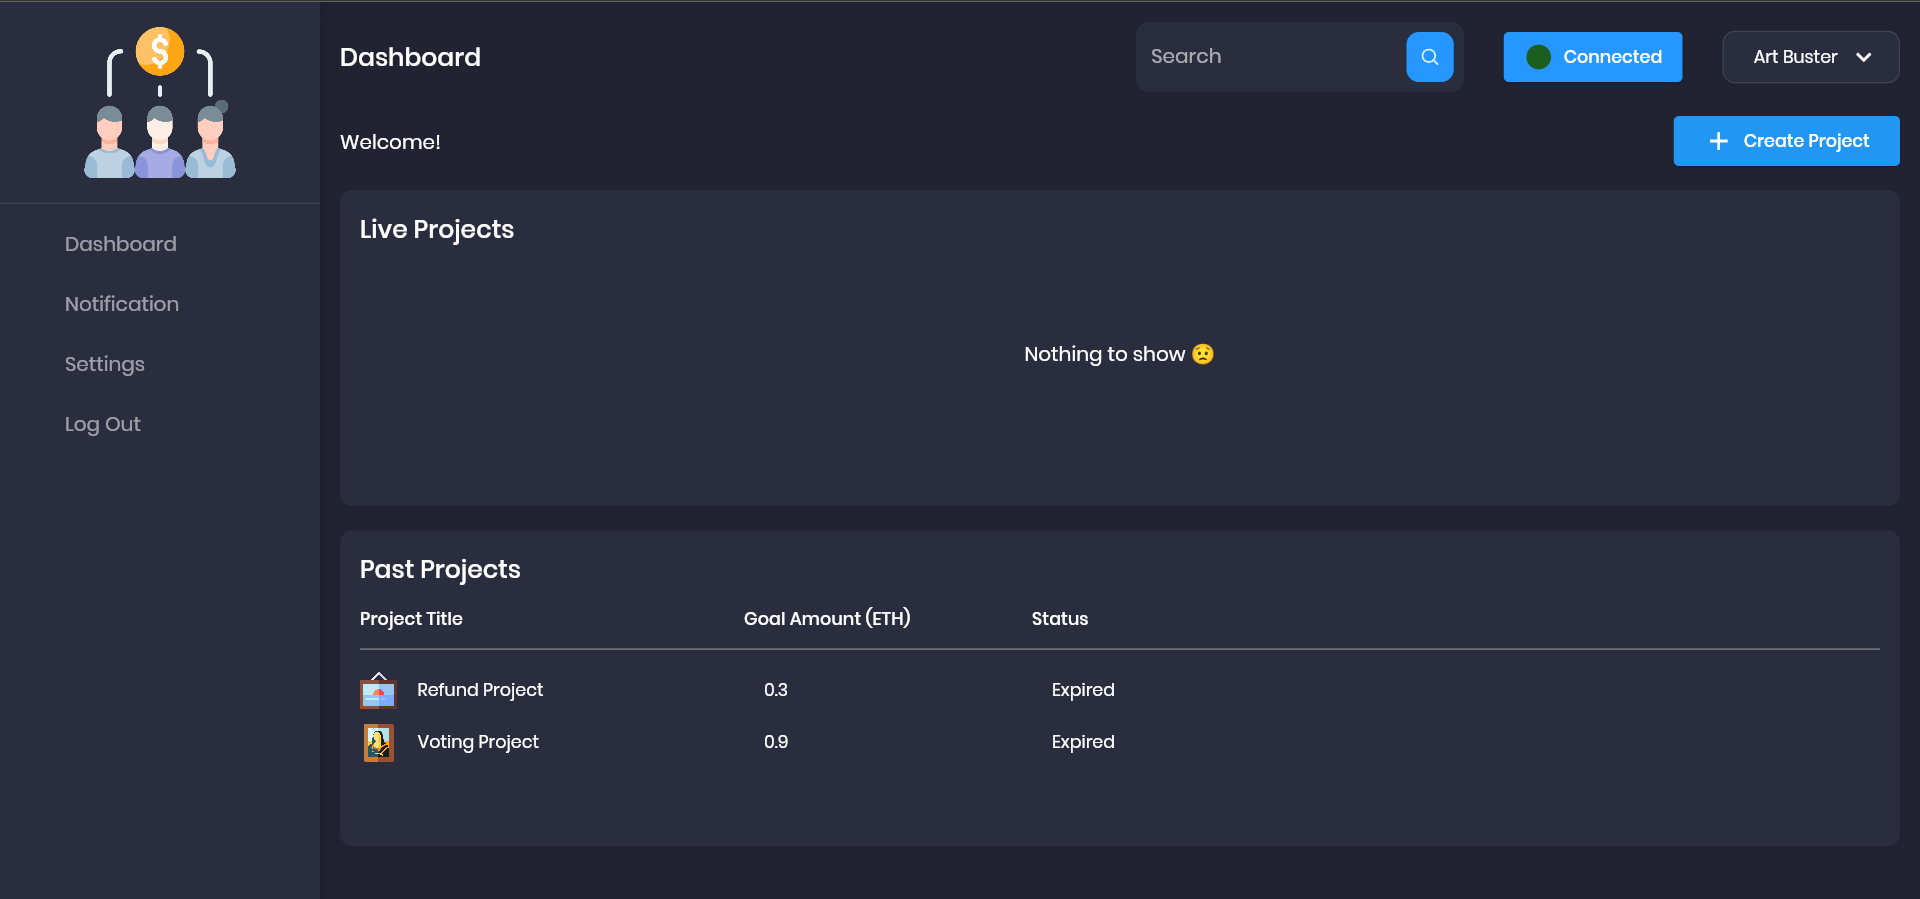 Dashboard
Notification
Settings
Log Out
Dashboard
Search
Connected
Art Buster
Welcome!
Create Project
Live Projects
Nothing to show 😟
Past Projects
Project Title Goal Amount (ETH) Status
Refund Project 0.3 Expired
Voting Project 0.9 Expired